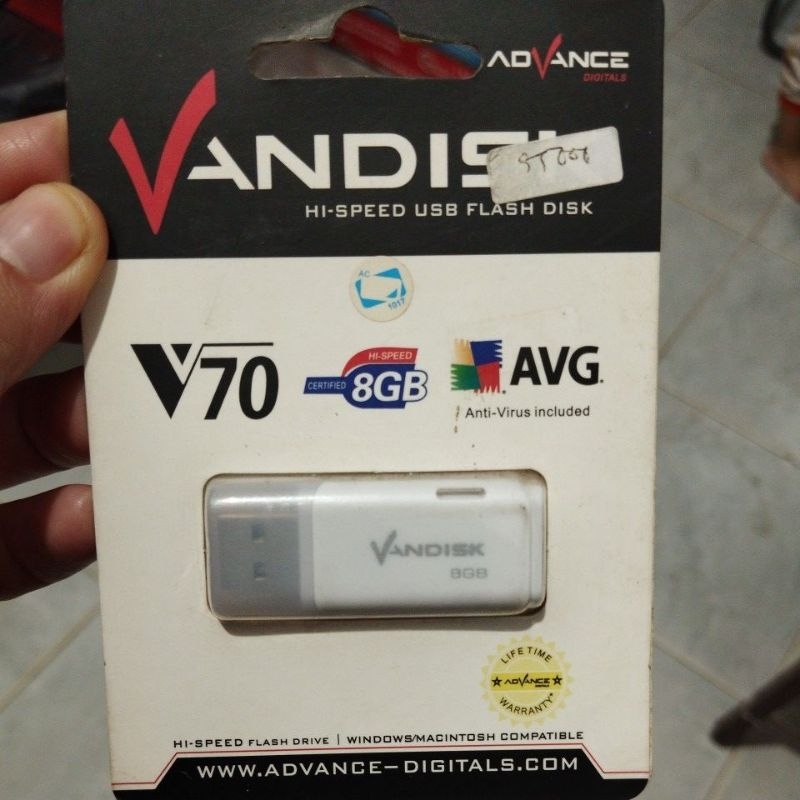 ADVANCE
DIGITALS
VANDISK
HI-SPEED USB FLASH DISK
AC
1017
V70
HI-SPEED
CERTIFIED 8GB
AVG.
Anti-Virus included
VANDISK
8GB
LIFE TIME
ADVANCE
WARRANTY*
HI-SPEED FLASH DRIVE | WINDOWS/MACINTOSH COMPATIBLE
WWW.ADVANCE-DIGITALS.COM